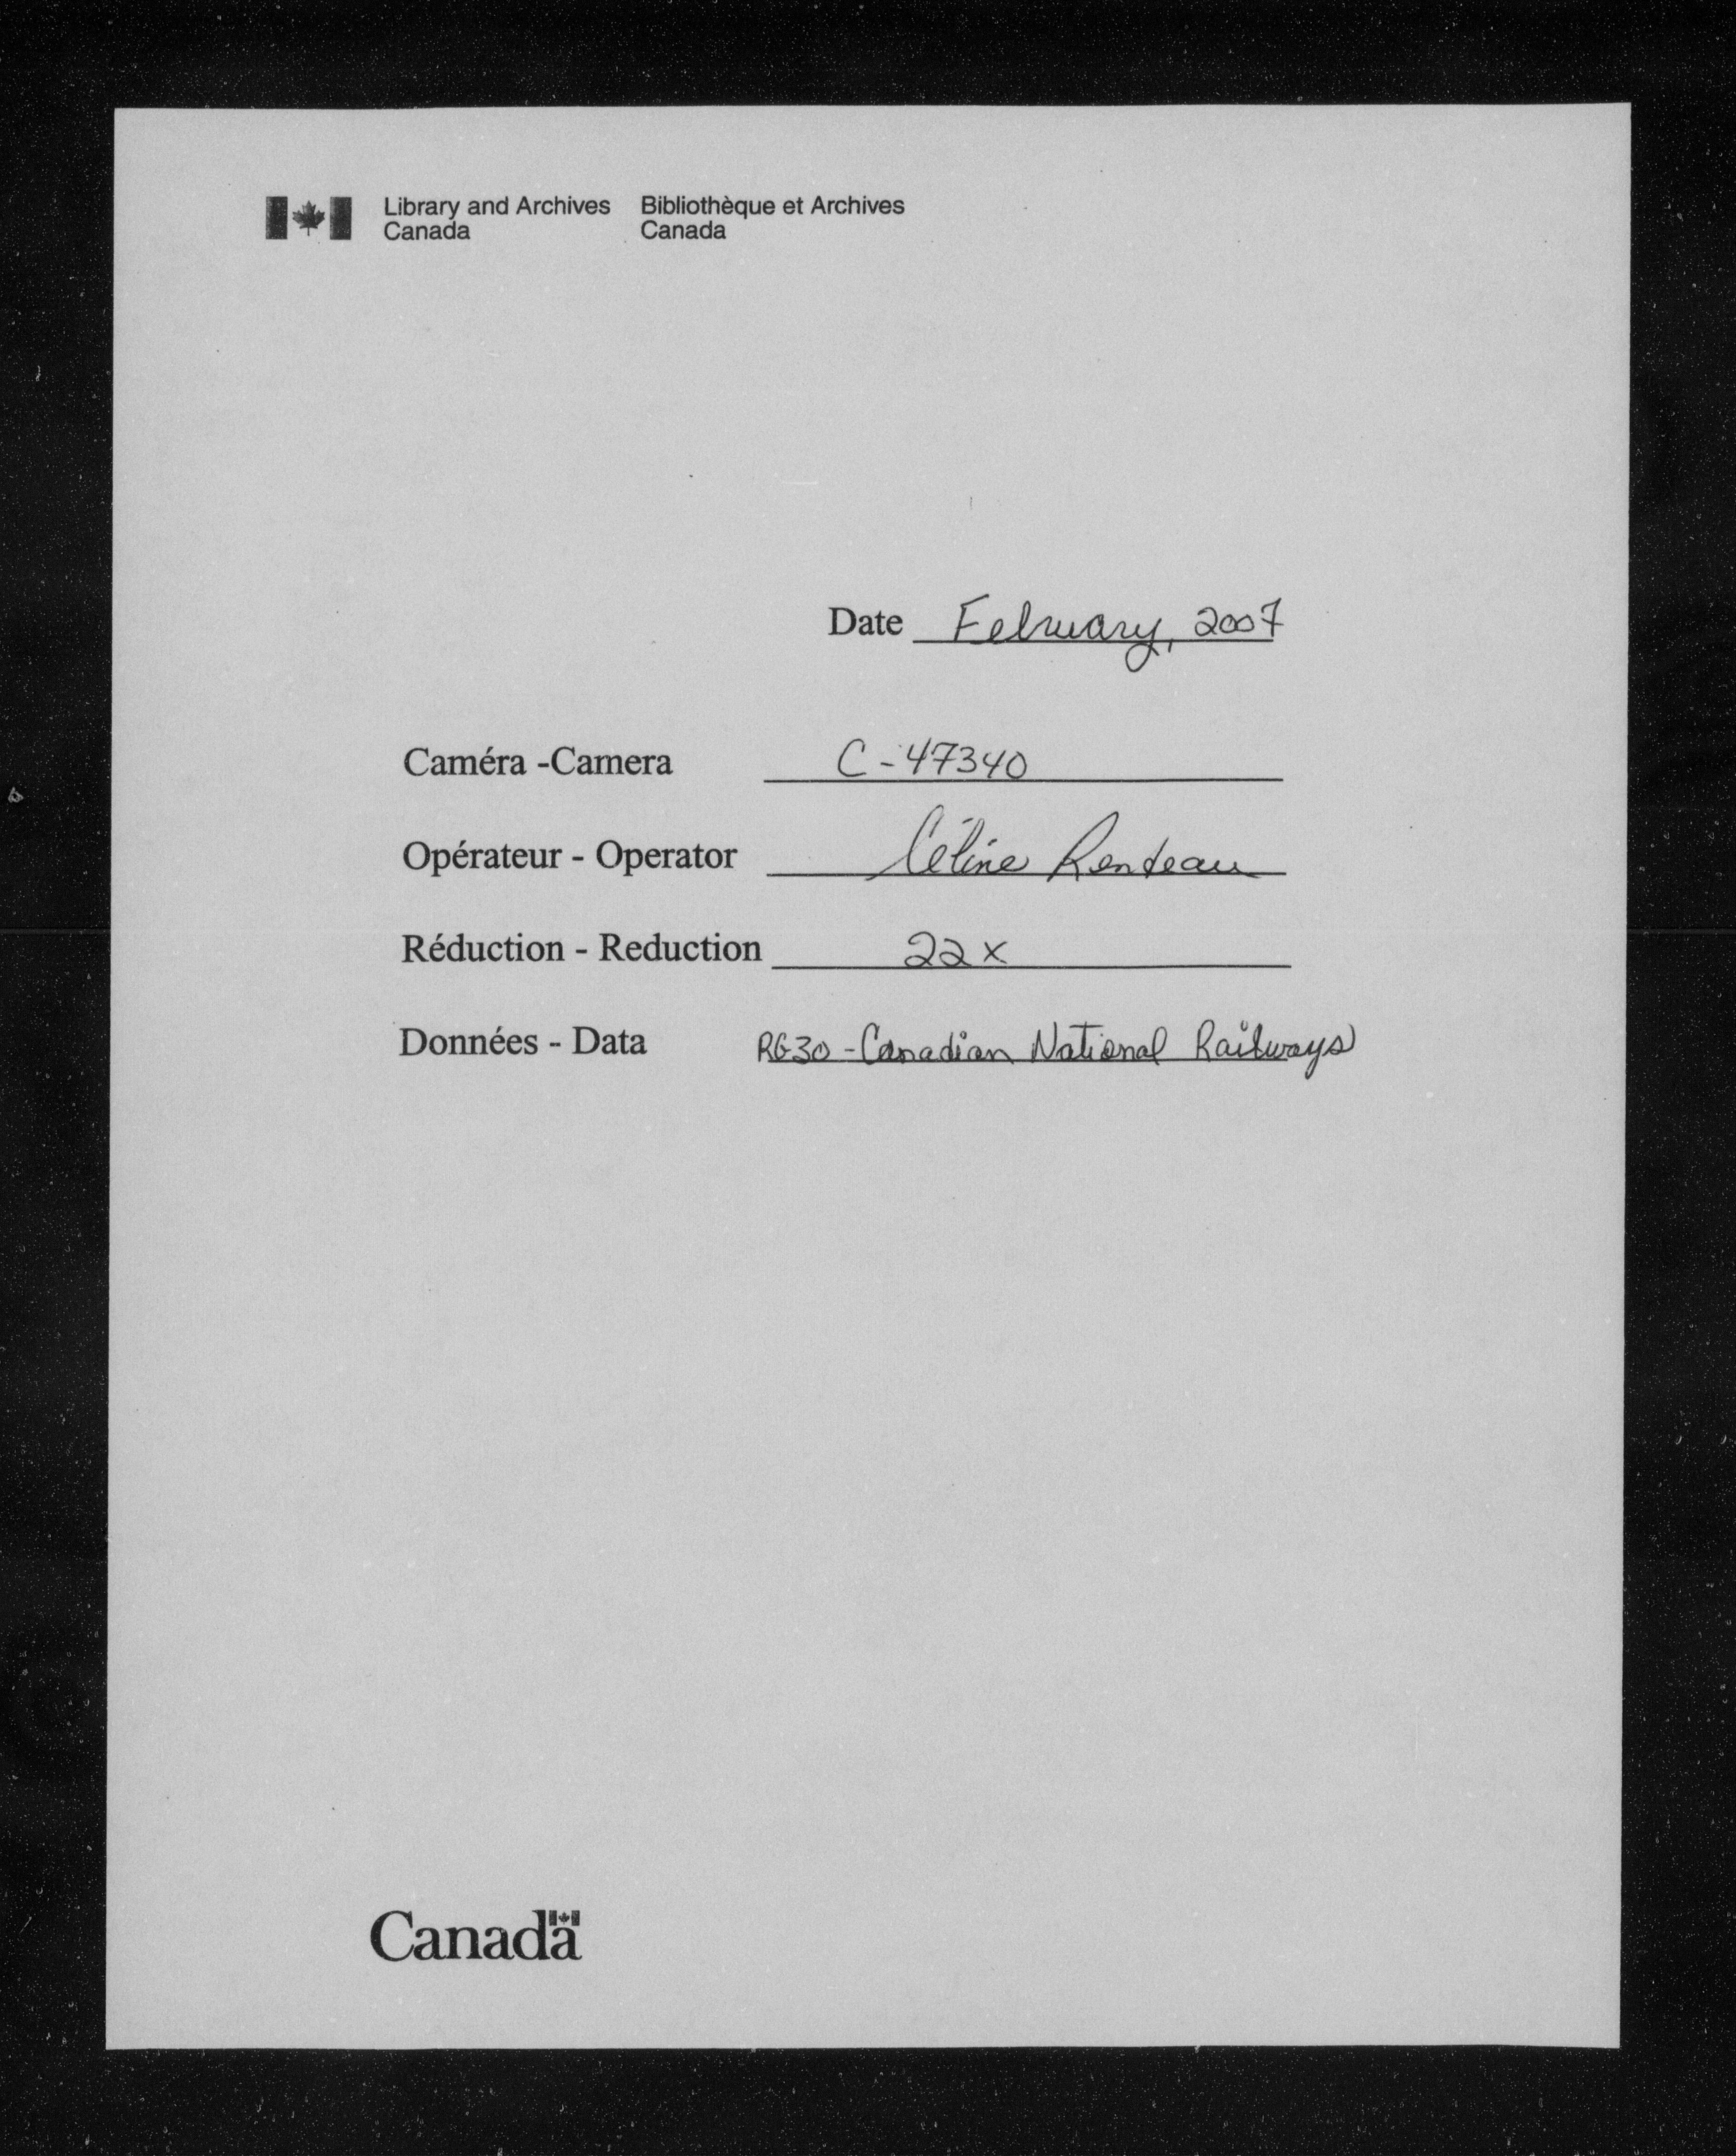 Library and Archives Canada
Bibliothèque et Archives Canada
Date February, 2007
Caméra -Camera C-47340
Opérateur - Operator Céline
Réduction - Reduction 22x
Données - Data RG30 - Canadian National Railways
Canada